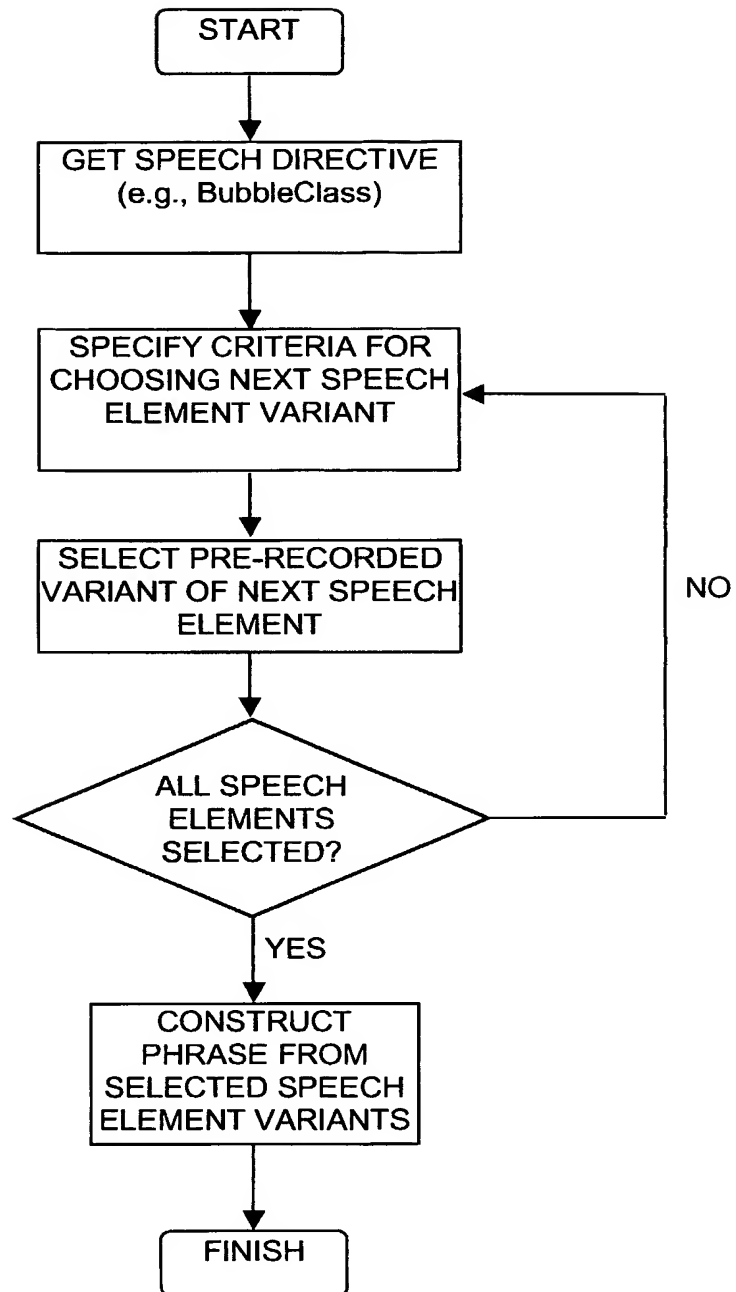 START
GET SPEECH DIRECTIVE
(e.g., BubbleClass)
SPECIFY CRITERIA FOR
CHOOSING NEXT SPEECH
ELEMENT VARIANT
SELECT PRE-RECORDED
VARIANT OF NEXT SPEECH
ELEMENT
NO
ALL SPEECH
ELEMENTS
SELECTED?
YES
CONSTRUCT
PHRASE FROM
SELECTED SPEECH
ELEMENT VARIANTS
FINISH